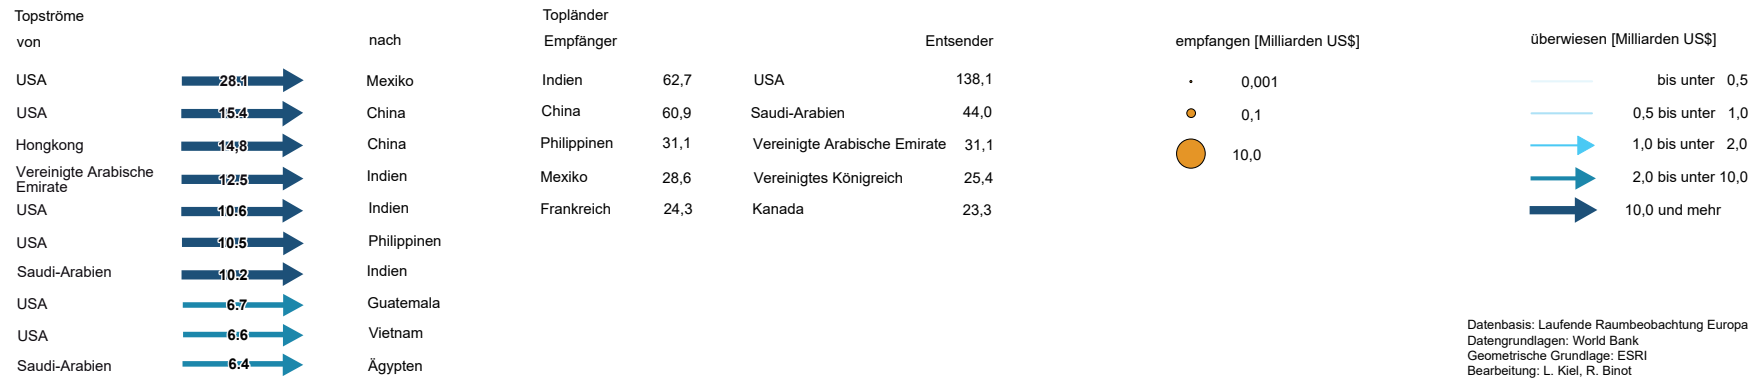 Topströme
von nach
USA 28.1 Mexiko
USA 15.4 China
Hongkong 14,8 China
Vereinigte Arabische
Emirate 12.5 Indien
USA 10.6 Indien
USA 10.5 Philippinen
Saudi-Arabien 10.2 Indien
USA 6.7 Guatemala
USA 6.6 Vietnam
Saudi-Arabien 6.4 Ägypten
Topländer
Empfänger Entsender
Indien 62,7 USA 138,1
China 60,9 Saudi-Arabien 44,0
Philippinen 31,1 Vereinigte Arabische Emirate 31,1
Mexiko 28,6 Vereinigtes Königreich 25,4
Frankreich 24,3 Kanada 23,3
empfangen [Milliarden US$]
0,001
0,1
10,0
überwiesen [Milliarden US$]
bis unter 0,5
0,5 bis unter 1,0
1,0 bis unter 2,0
2,0 bis unter 10,0
10,0 und mehr
Datenbasis: Laufende Raumbeobachtung Europa
Datengrundlagen: World Bank
Geometrische Grundlage: ESRI
Bearbeitung: L. Kiel, R. Binot